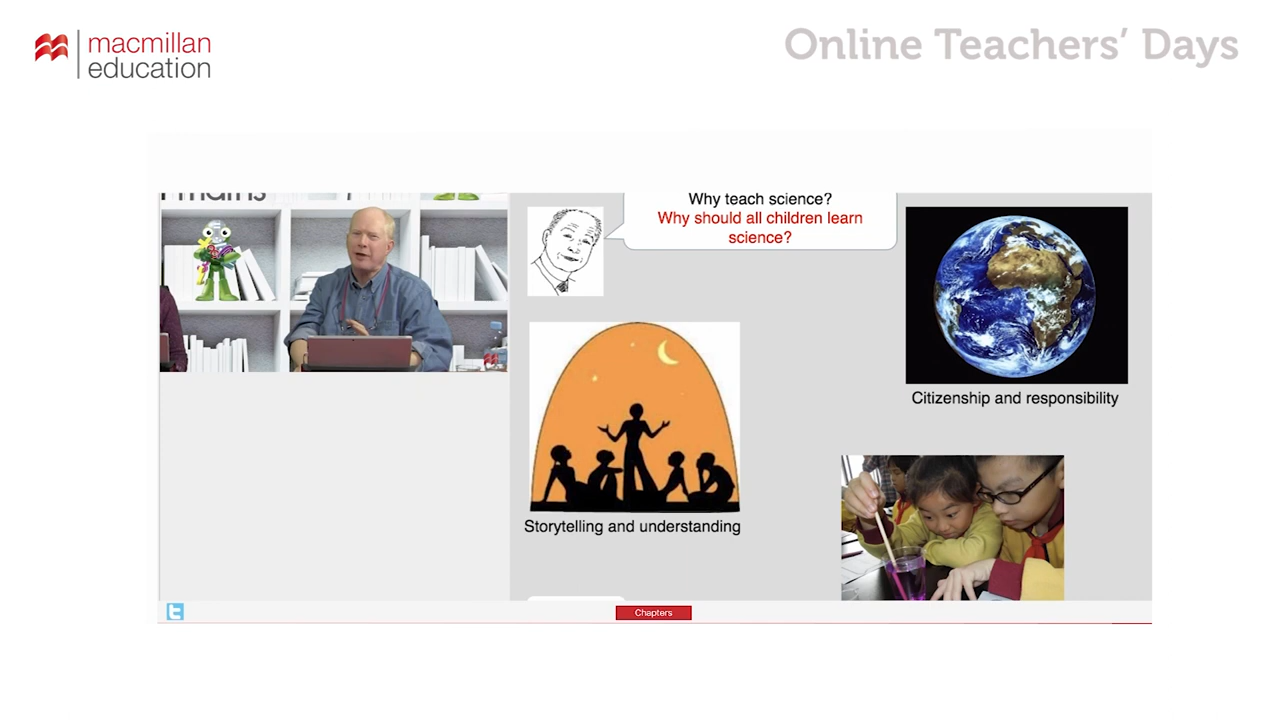 macmillan
education
Online Teachers' Days
Why teach science?
Why should all children learn
science?
Citizenship and responsibility
Storytelling and understanding
Chapters